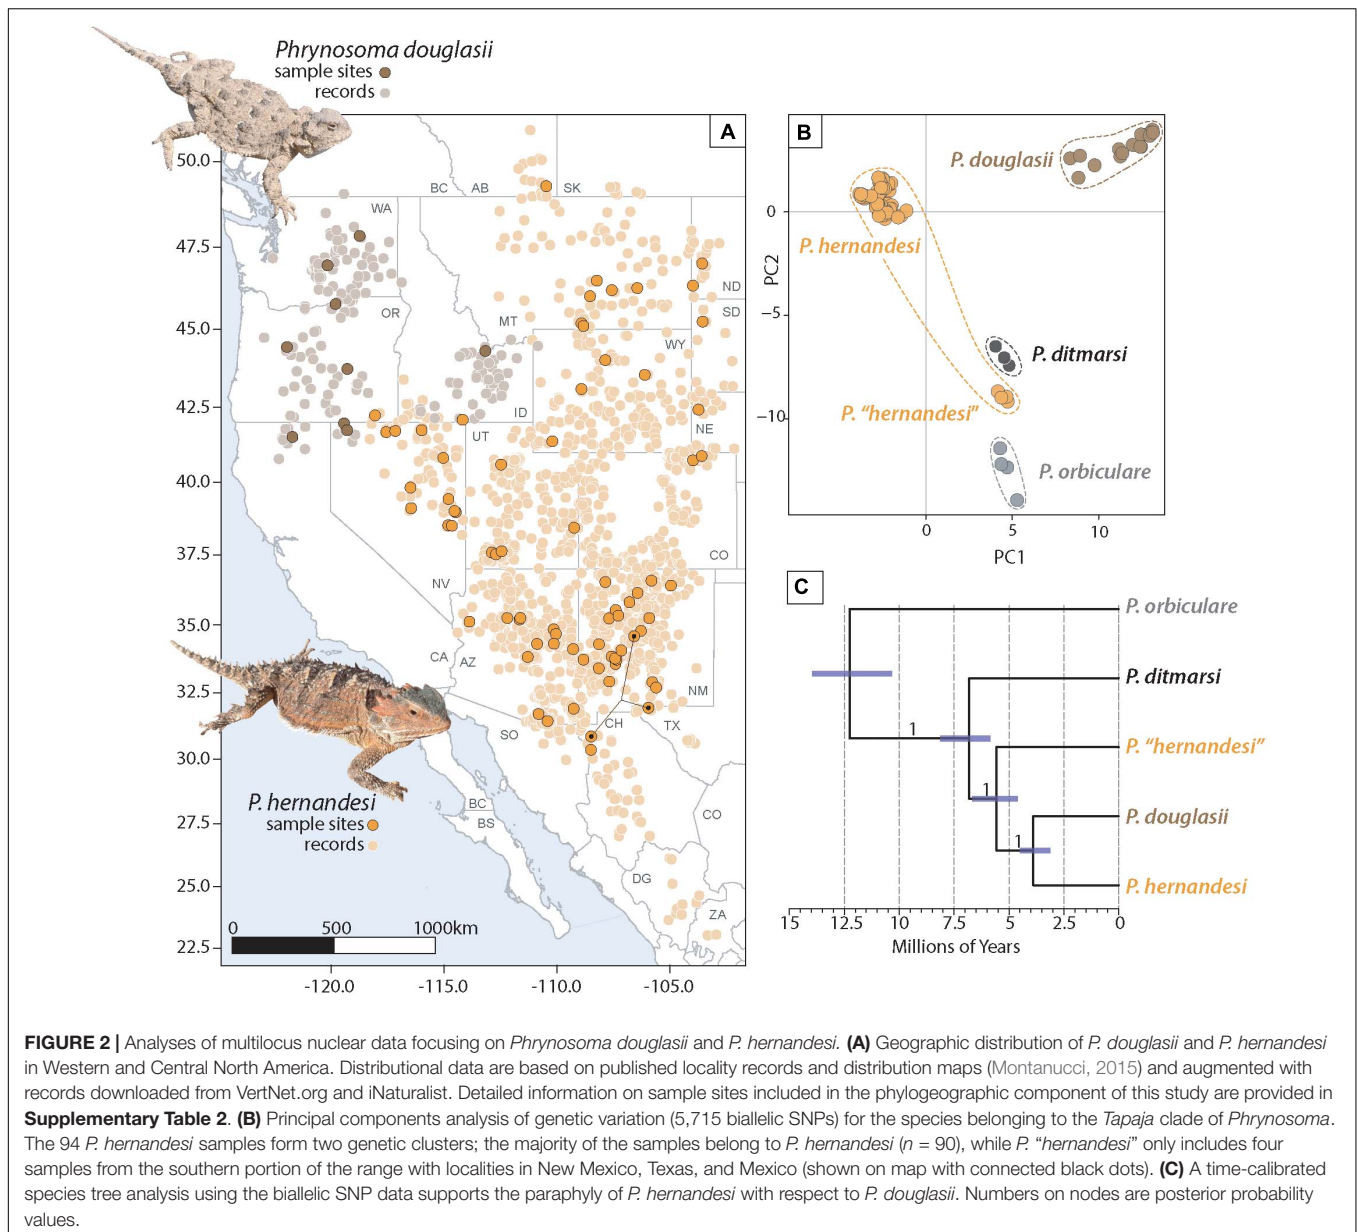 Phrynosoma douglasii
sample sites
records
A
50.0
47.5
45.0
42.5
40.0
37.5
35.0
32.5
30.0
27.5
25.0
22.5
BC
AB
SK
WA
ND
OR
SD
MT
WY
ID
NE
UT
CO
NV
CA
AZ
NM
SO
CH
TX
BC
BS
CO
DG
ZA
P. hernandesi
sample sites
records
0
500
1000km
-120.0
-115.0
-110.0
-105.0
B
P. douglasii
0
P. hernandesi
PC2
−5
P. ditmarsi
P. “hernandesi”
−10
P. orbiculare
0
5
10
PC1
C
P. orbiculare
P. ditmarsi
1
P. “hernandesi”
1
P. douglasii
1
P. hernandesi
15
12.5
10
7.5
5
2.5
0
Millions of Years
FIGURE 2 | Analyses of multilocus nuclear data focusing on Phrynosoma douglasii and P. hernandesi. (A) Geographic distribution of P. douglasii and P. hernandesi
in Western and Central North America. Distributional data are based on published locality records and distribution maps (Montanucci, 2015) and augmented with
records downloaded from VertNet.org and iNaturalist. Detailed information on sample sites included in the phylogeographic component of this study are provided in
Supplementary Table 2. (B) Principal components analysis of genetic variation (5,715 biallelic SNPs) for the species belonging to the Tapaja clade of Phrynosoma.
The 94 P. hernandesi samples form two genetic clusters; the majority of the samples belong to P. hernandesi (n = 90), while P. “hernandesi” only includes four
samples from the southern portion of the range with localities in New Mexico, Texas, and Mexico (shown on map with connected black dots). (C) A time-calibrated
species tree analysis using the biallelic SNP data supports the paraphyly of P. hernandesi with respect to P. douglasii. Numbers on nodes are posterior probability
values.